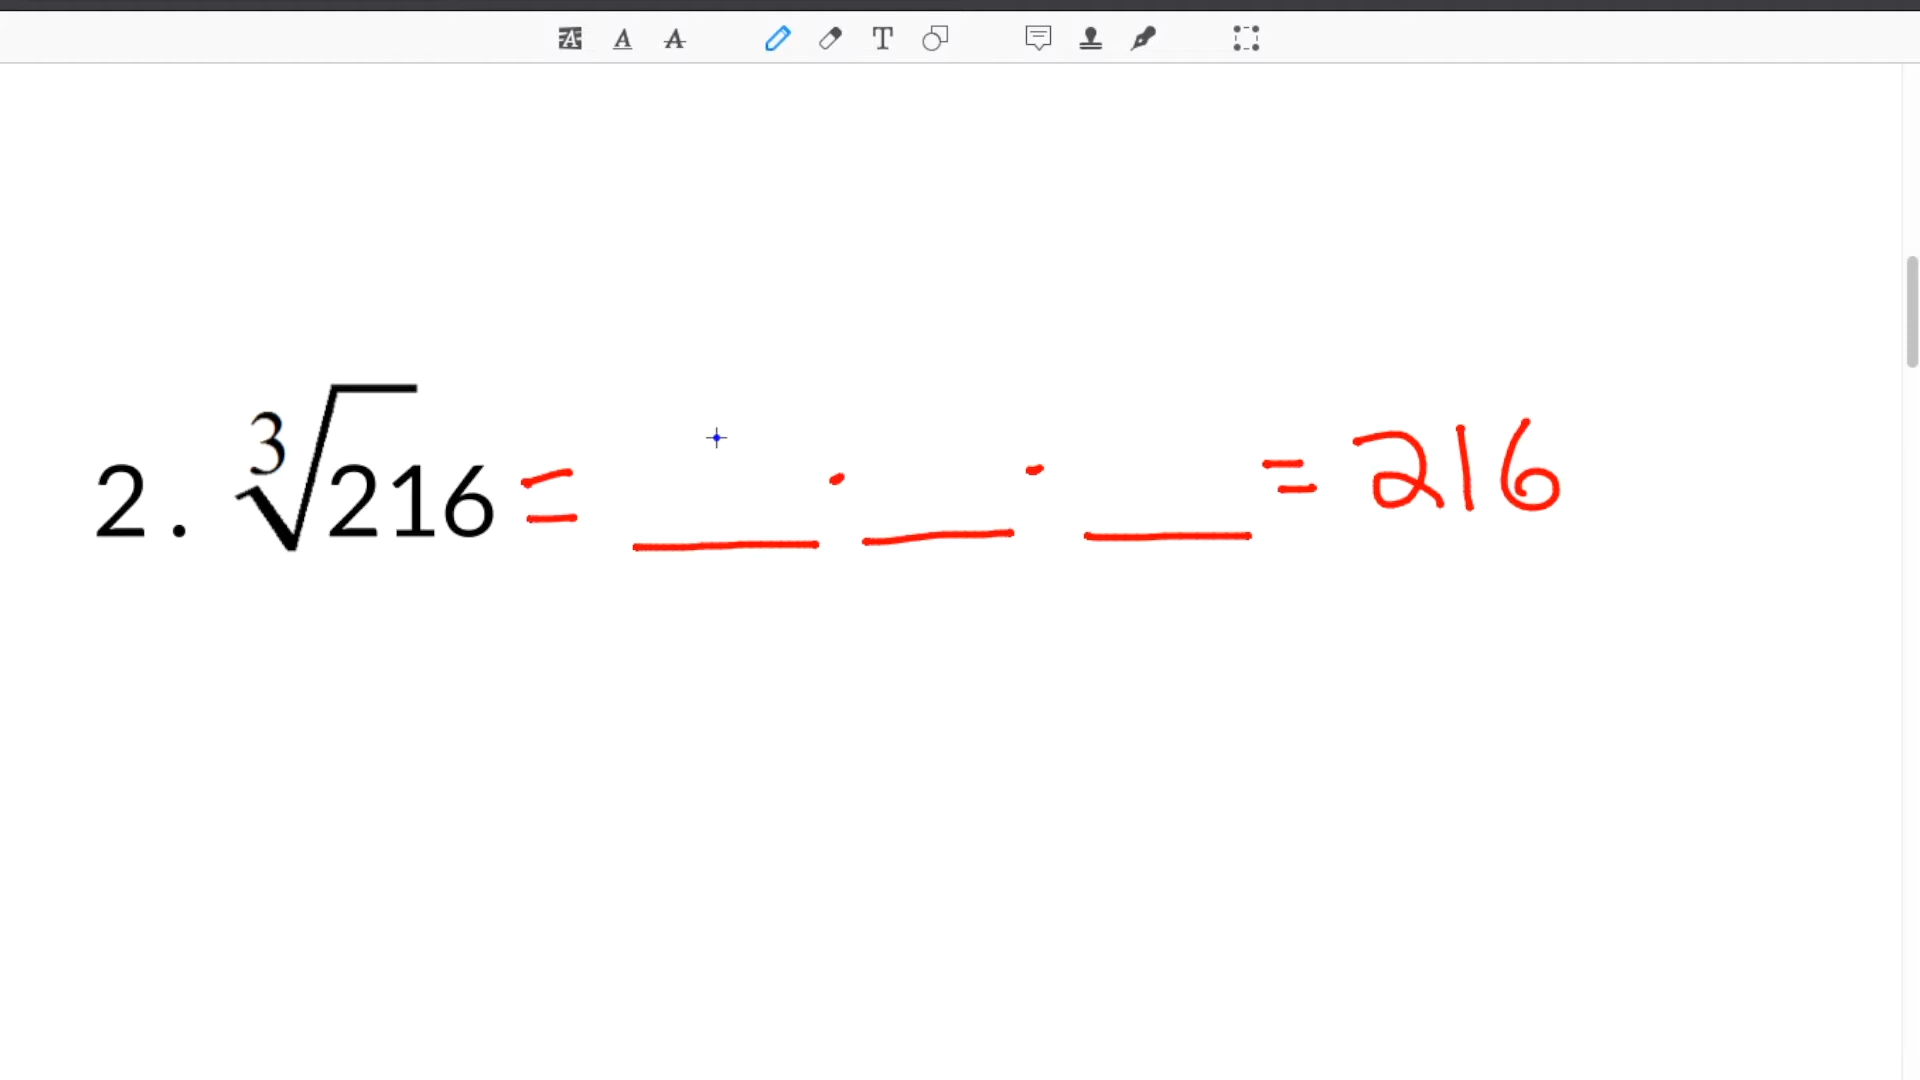 2. ∛216 = ___ · ___ · ___ = 216